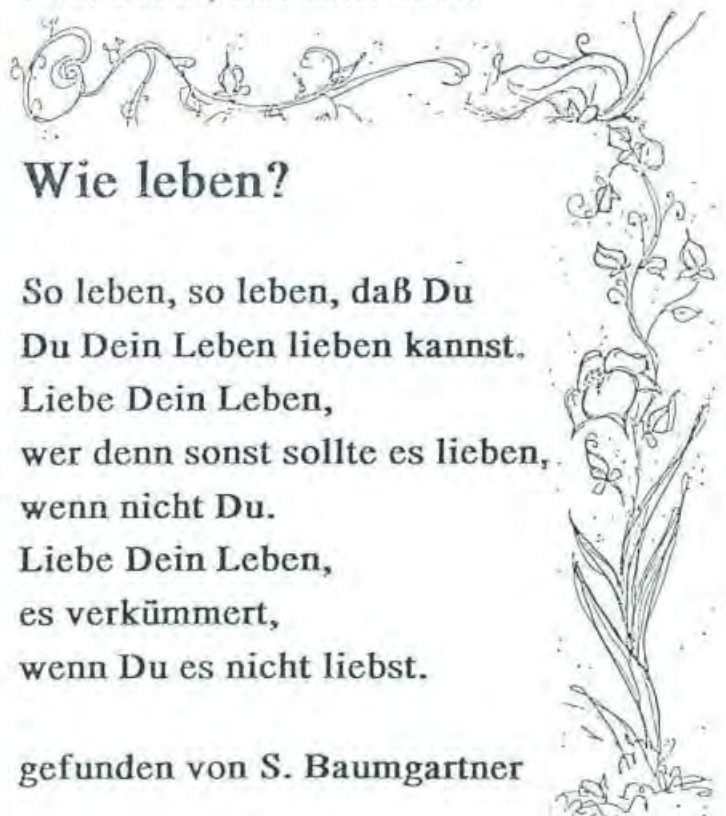 Wie leben?
So leben, so leben, daß Du
Du Dein Leben lieben kannst.
Liebe Dein Leben,
wer denn sonst sollte es lieben,
wenn nicht Du.
Liebe Dein Leben,
es verkümmert,
wenn Du es nicht liebst.
gefunden von S. Baumgartner